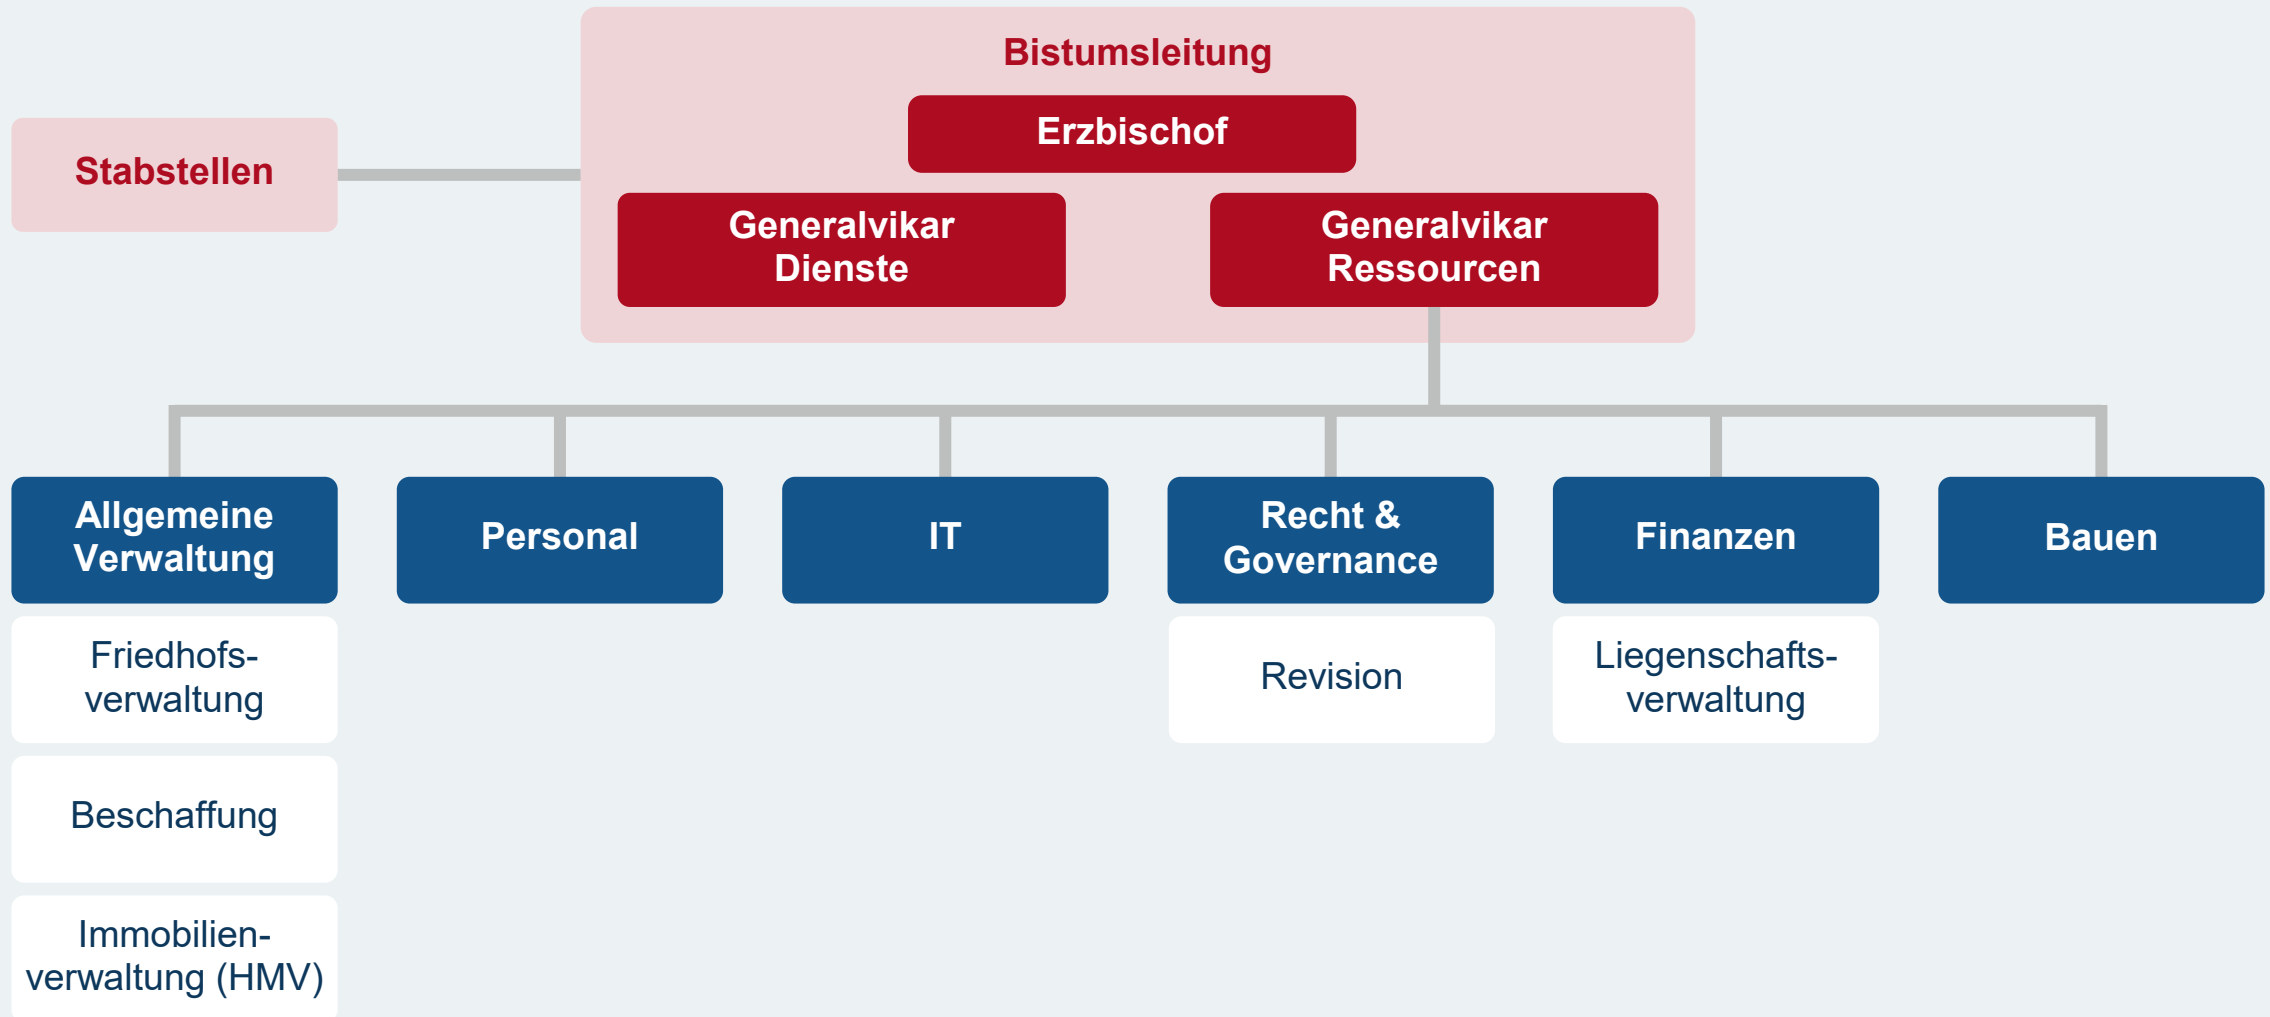 Bistumsleitung
Erzbischof
Stabstellen
Generalvikar
Dienste
Generalvikar
Ressourcen
Allgemeine
Verwaltung
Personal
IT
Recht &
Governance
Finanzen
Bauen
Friedhofs-
verwaltung
Revision
Liegenschafts-
verwaltung
Beschaffung
Immobilien-
verwaltung (HMV)